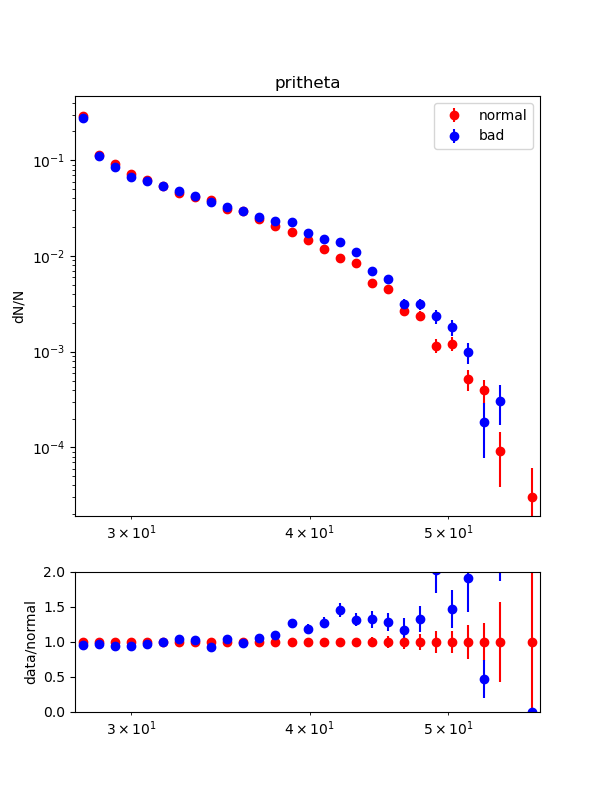 pritheta
normal
bad
dN/N
10⁻¹
10⁻²
10⁻³
10⁻⁴
3 × 10¹ 4 × 10¹ 5 × 10¹
data/normal
2.0
1.5
1.0
0.5
0.0
3 × 10¹ 4 × 10¹ 5 × 10¹